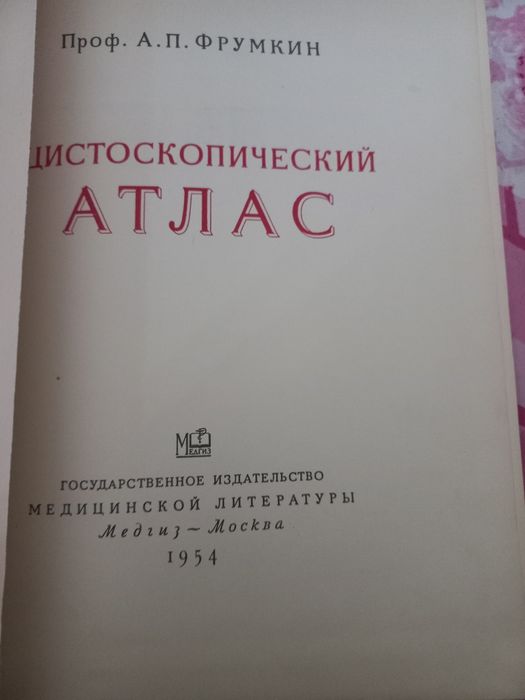 Проф. А.П. ФРУМКИН
ЦИСТОСКОПИЧЕСКИЙ
АТЛАС
МЕДГИЗ
ГОСУДАРСТВЕННОЕ ИЗДАТЕЛЬСТВО
МЕДИЦИНСКОЙ ЛИТЕРАТУРЫ
Медгиз — Москва
1954